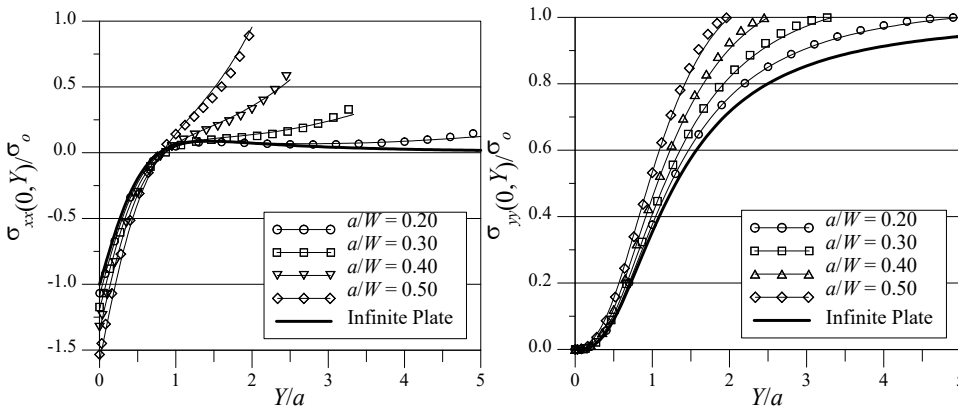 1.0
0.5
0.0
-0.5
-1.0
-1.5
σxx(0,Y)/σo
a/W = 0.20
a/W = 0.30
a/W = 0.40
a/W = 0.50
Infinite Plate
0 1 2 3 4 5
Y/a
1.0
0.8
0.6
0.4
0.2
0.0
σyy(0,Y)/σo
a/W = 0.20
a/W = 0.30
a/W = 0.40
a/W = 0.50
Infinite Plate
0 1 2 3 4 5
Y/a